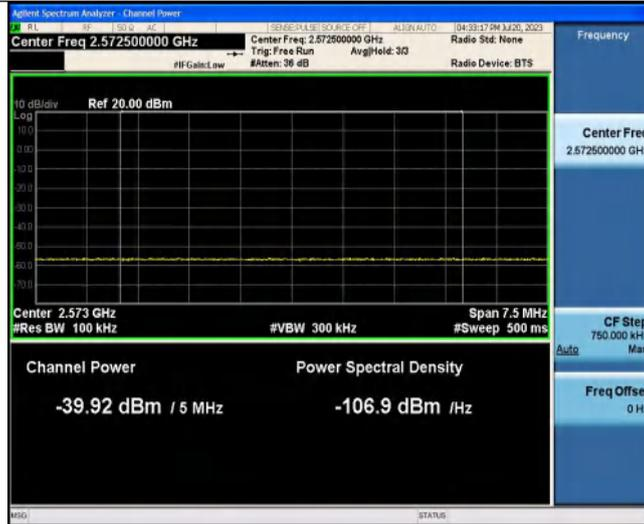 Agilent Spectrum Analyzer - Channel Power
RL RF 50 Ω AC SENSE:PULSE SOURCE OFF ALIGN AUTO 04:33:17 PM Jul 20, 2023
Center Freq 2.572500000 GHz
Center Freq: 2.572500000 GHz
Radio Std: None
Trig: Free Run
Avg|Hold: 3/3
#IFGain:Low
#Atten: 36 dB
Radio Device: BTS
10 dB/div
Ref 20.00 dBm
Log
10.0
0.00
-10.0
-20.0
-30.0
-40.0
-50.0
-60.0
-70.0
Center 2.573 GHz
Span 7.5 MHz
#Res BW 100 kHz
#VBW 300 kHz
#Sweep 500 ms
Channel Power
Power Spectral Density
-39.92 dBm / 5 MHz
-106.9 dBm /Hz
MSG
STATUS
Frequency
Center Fre
2.572500000 GH
CF Step
750.000 kH
Auto Ma
Freq Offse
0 H